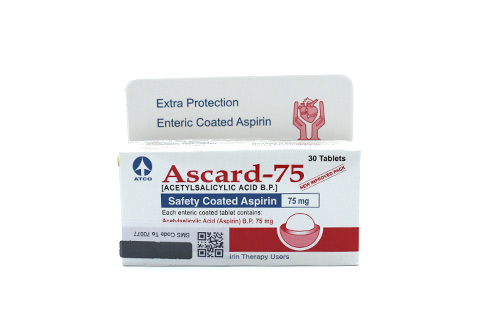 Extra Protection
Enteric Coated Aspirin
30 Tablets
ATCO
Ascard-75
NEW IMPROVED PACK
[ACETYLSALICYLIC ACID B.P.]
Safety Coated Aspirin 75 mg
Each enteric coated tablet contains:
Acetylsalicylic Acid (Aspirin) B.P. 75 mg
SMS Code To 70077
irin Therapy Users